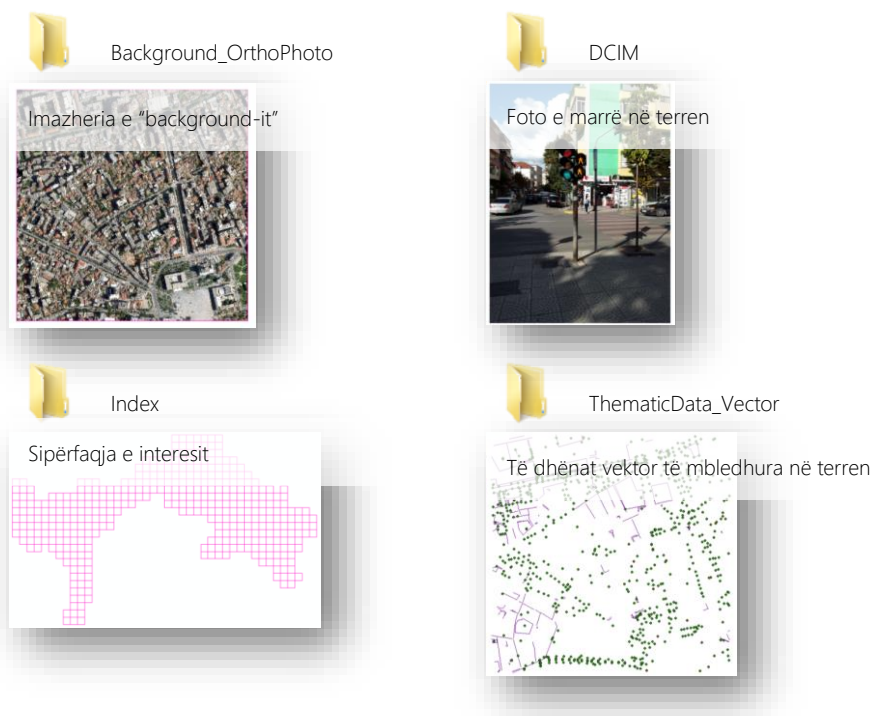 Background_OrthoPhoto
Imazheria e “background-it”
DCIM
Foto e marrë në terren
Index
Sipërfaqja e interesit
ThematicData_Vector
Të dhënat vektor të mbledhura në terren